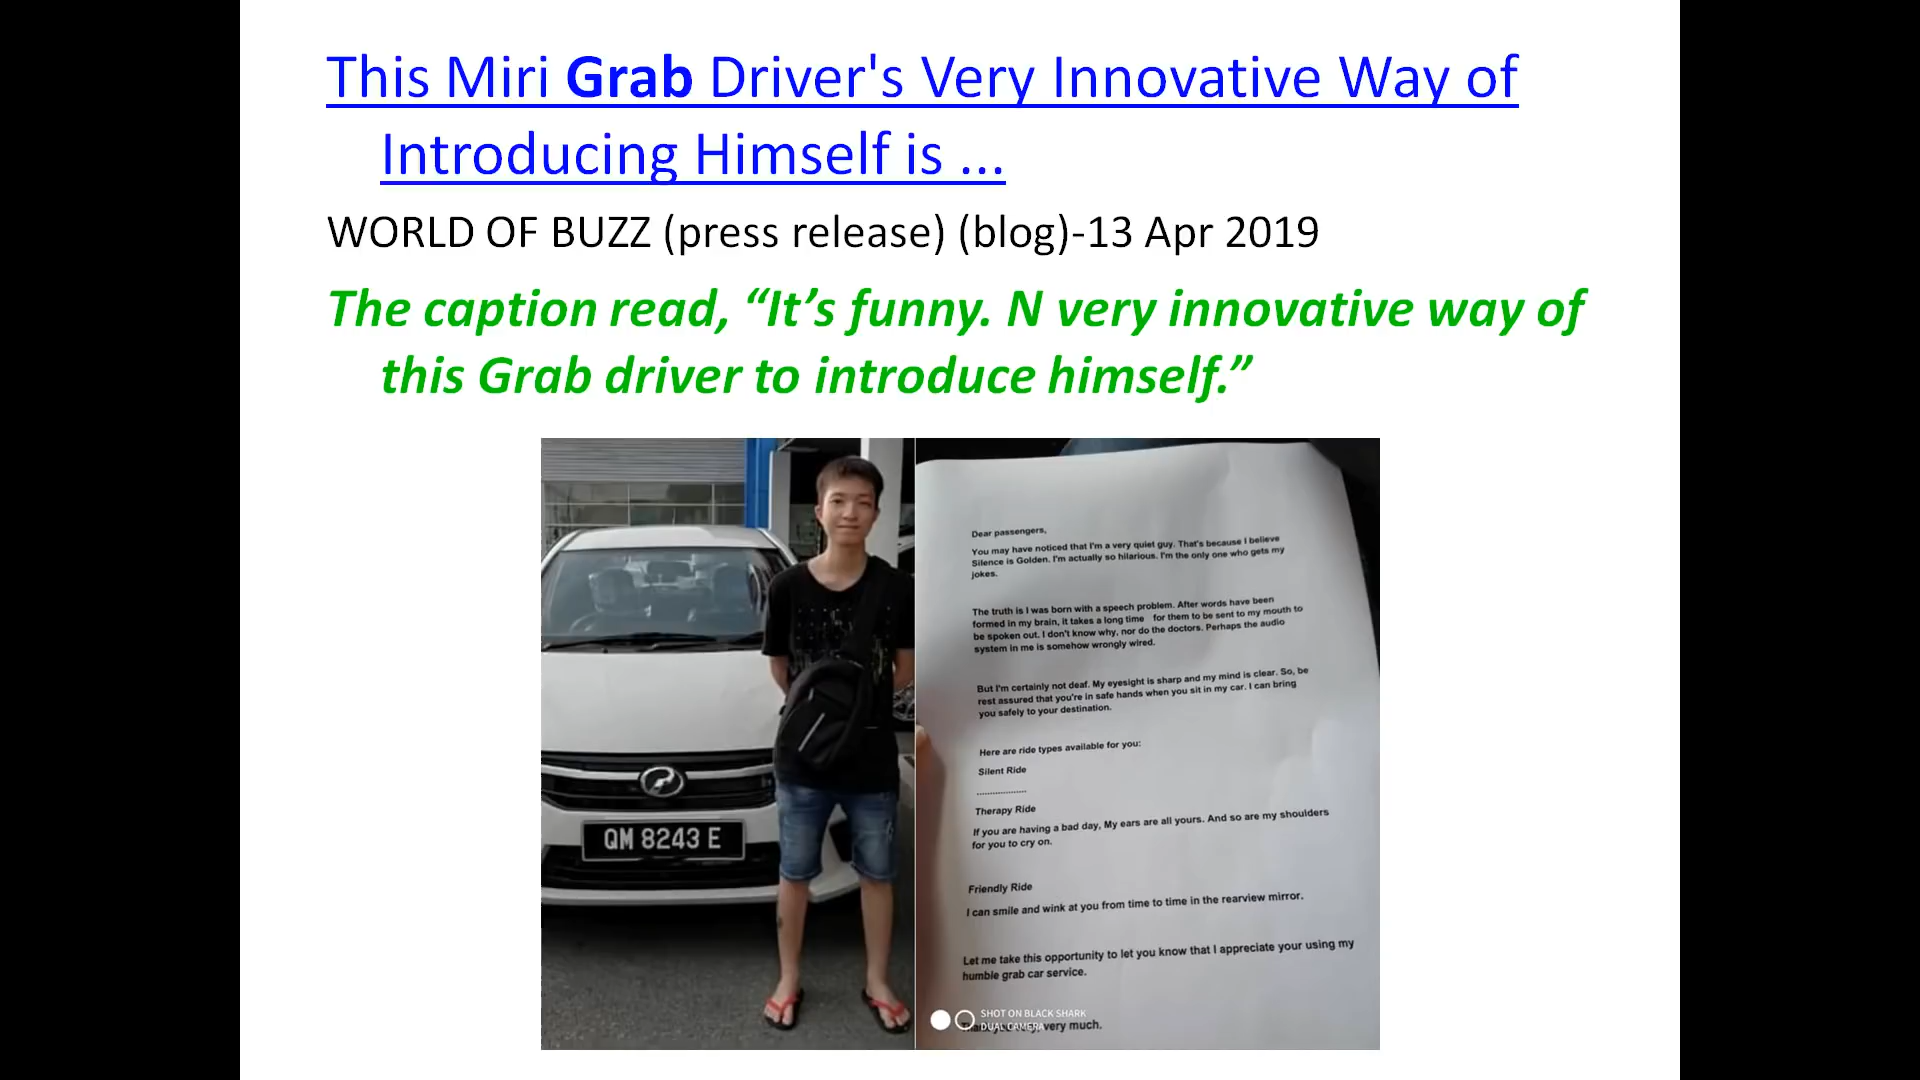 This Miri Grab Driver's Very Innovative Way of
Introducing Himself is ...
WORLD OF BUZZ (press release) (blog)-13 Apr 2019
The caption read, “It’s funny. N very innovative way of
this Grab driver to introduce himself.”
QM 8243 E
Dear passengers,
You may have noticed that I'm a very quiet guy. That's because I believe
Silence is Golden. I'm actually so hilarious. I'm the only one who gets my
jokes.
The truth is I was born with a speech problem. After words have been
formed in my brain, it takes a long time for them to be sent to my mouth to
be spoken out. I don't know why, nor do the doctors. Perhaps the audio
system in me is somehow wrongly wired.
But I'm certainly not deaf. My eyesight is sharp and my mind is clear. So, be
rest assured that you're in safe hands when you sit in my car. I can bring
you safely to your destination.
Here are ride types available for you:
Silent Ride
...................
Therapy Ride
If you are having a bad day, My ears are all yours. And so are my shoulders
for you to cry on.
Friendly Ride
I can smile and wink at you from time to time in the rearview mirror.
Let me take this opportunity to let you know that I appreciate your using my
humble grab car service.
SHOT ON BLACK SHARK
DUAL CAMERA
very much.